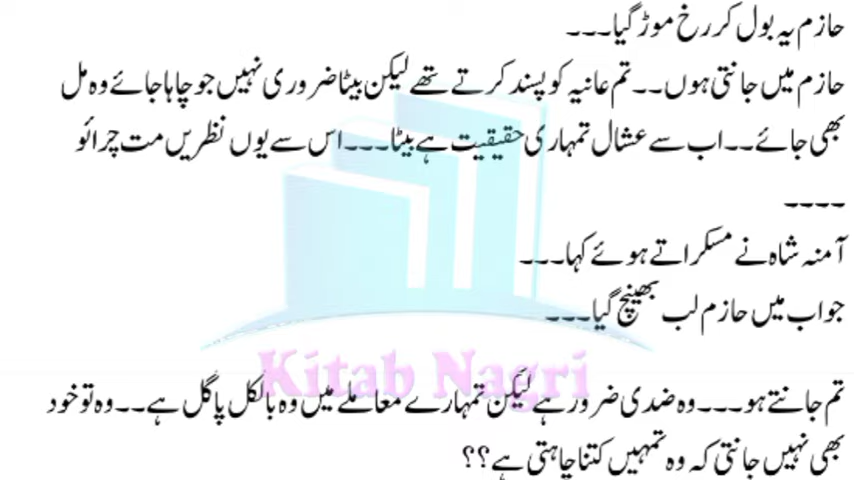 حازم یہ بول کر رخ موڑ گیا۔۔۔
حازم میں جانتی ہوں۔۔ تم عانیہ کو پسند کرتے تھے لیکن بیٹا ضروری نہیں جو چاہا جائے وہ مل
بھی جائے۔۔ اب سے عشال تمہاری حقیقیت ہے بیٹا۔۔۔ اس سے یوں نظریں مت چرائو
۔۔۔۔
آمنہ شاہ نے مسکراتے ہوئے کہا۔۔۔
جواب میں حازم لب بھینچ گیا۔۔۔
Kitab Nagri
تم جانتے ہو۔۔۔ وہ ضدی ضرور ہے لیکن تمہارے معاملے میں وہ بالکل پاگل ہے۔۔ وہ تو خود
بھی نہیں جانتی کہ وہ تمہیں کتنا چاہتی ہے؟؟